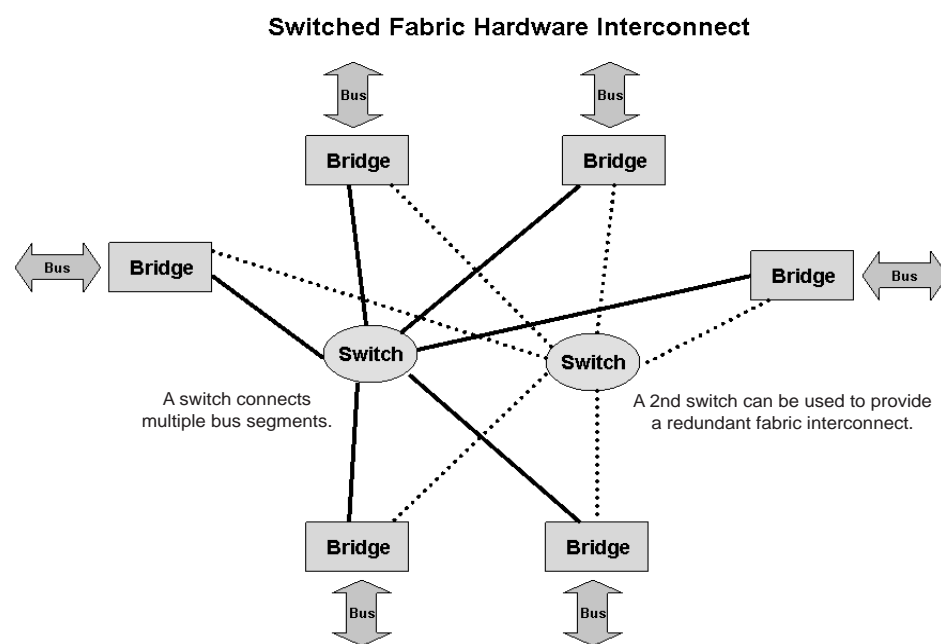 Switched Fabric Hardware Interconnect
Bus
Bus
Bridge
Bridge
Bus
Bridge
Bridge
Bus
Switch
Switch
A switch connects
multiple bus segments.
A 2nd switch can be used to provide
a redundant fabric interconnect.
Bridge
Bridge
Bus
Bus